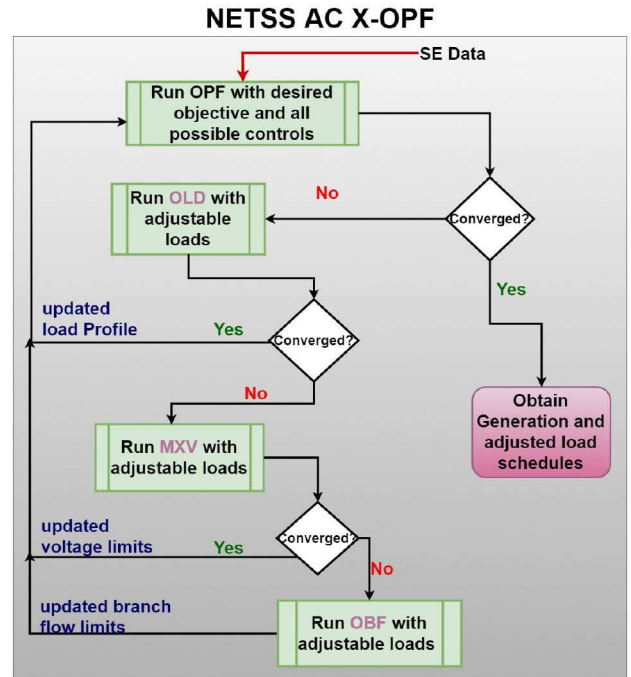 NETSS AC X-OPF
SE Data
Run OPF with desired
objective and all
possible controls
No
Converged?
Run OLD with
adjustable
loads
Yes
updated
load Profile
Yes
Converged?
No
Obtain
Generation and
adjusted load
schedules
Run MXV with
adjustable loads
updated
voltage limits
Yes
Converged?
No
updated branch
flow limits
Run OBF with
adjustable loads